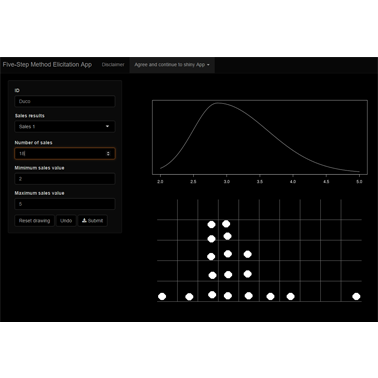 Five-Step Method Elicitation App Disclaimer Agree and continue to shiny App
ID
Duco
Sales results
Sales 1
Number of sales
18
Mimimum sales value
2
Maximum sales value
5
Reset drawing Undo Submit
2.0 2.5 3.0 3.5 4.0 4.5 5.0